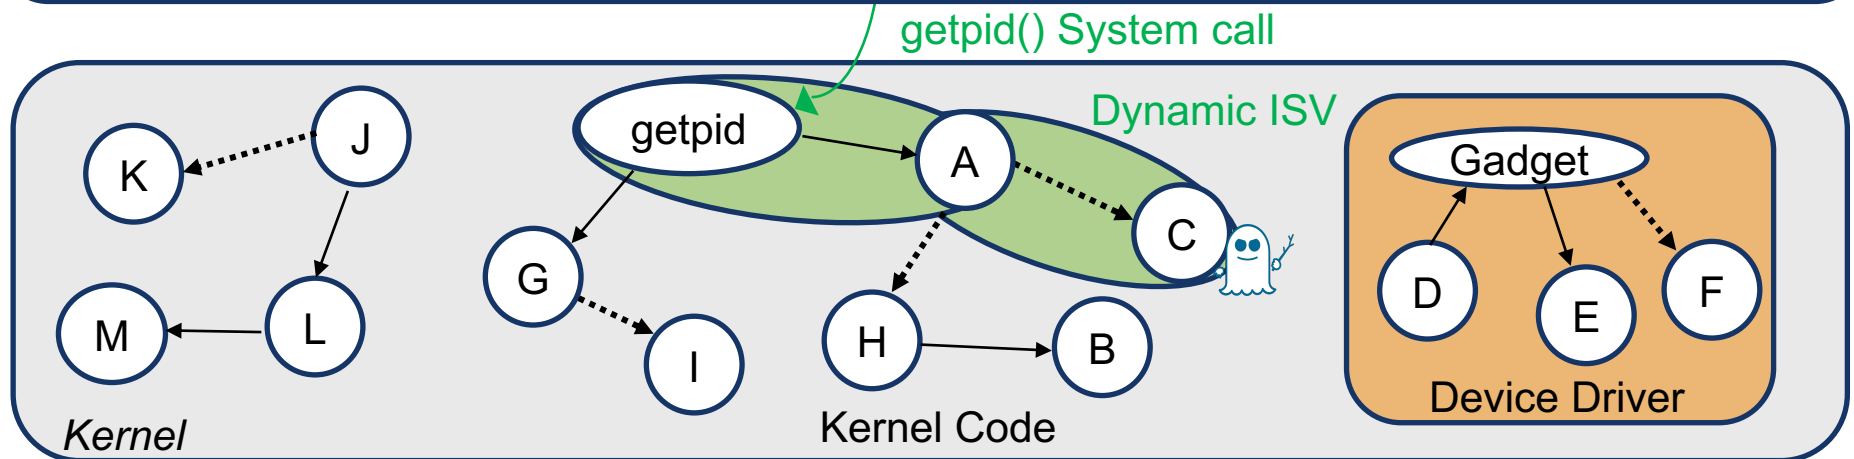 getpid() System call
Dynamic ISV
getpid
J
K
A
Gadget
C
G
D
E
F
M
L
I
H
B
Device Driver
Kernel
Kernel Code